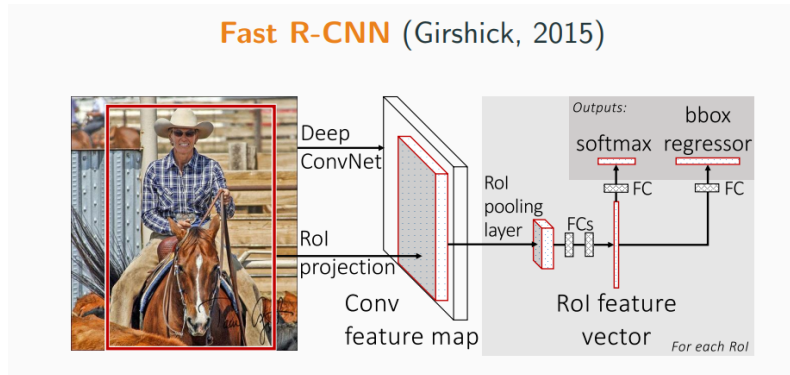 Fast R-CNN (Girshick, 2015)
Deep
ConvNet
RoI
projection
Conv
feature map
RoI
pooling
layer
FCs
RoI feature
vector
Outputs:
softmax
bbox
regressor
FC
FC
For each RoI